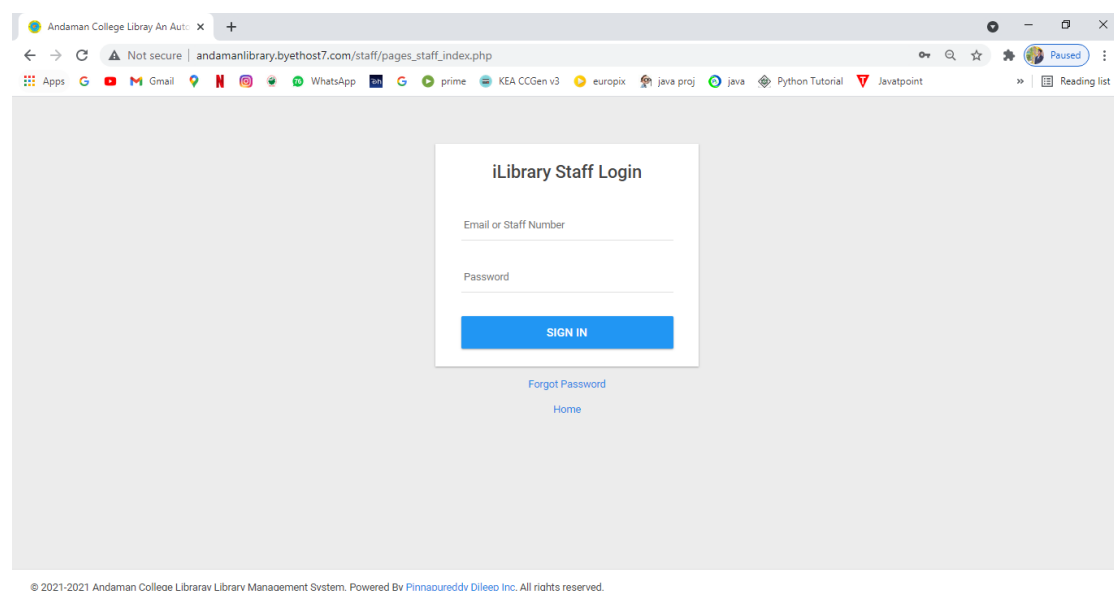 Andaman College Libray An Auto
Not secure andamanlibrary.byethost7.com/staff/pages_staff_index.php Paused
Apps Gmail WhatsApp prime KEA CCGen v3 europix java proj java Python Tutorial Javatpoint » Reading list
iLibrary Staff Login
Email or Staff Number
Password
SIGN IN
Forgot Password
Home
© 2021-2021 Andaman College Libraray Library Management System. Powered By Pinnapureddy Dileep Inc. All rights reserved.